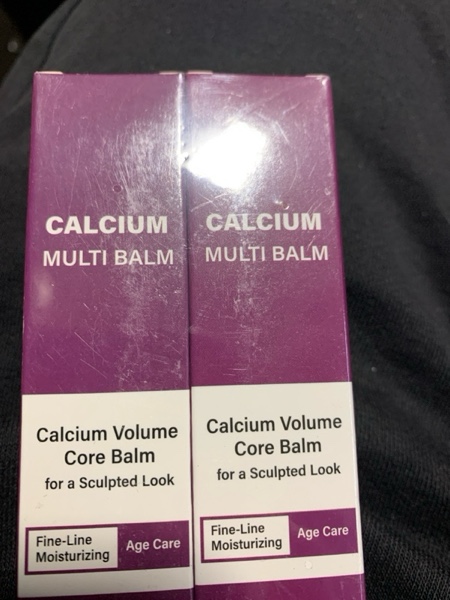 CALCIUM
MULTI BALM
Calcium Volume
Core Balm
for a Sculpted Look
Fine-Line
Moisturizing
Age Care
CALCIUM
MULTI BALM
Calcium Volume
Core Balm
for a Sculpted Look
Fine-Line
Moisturizing
Age Care